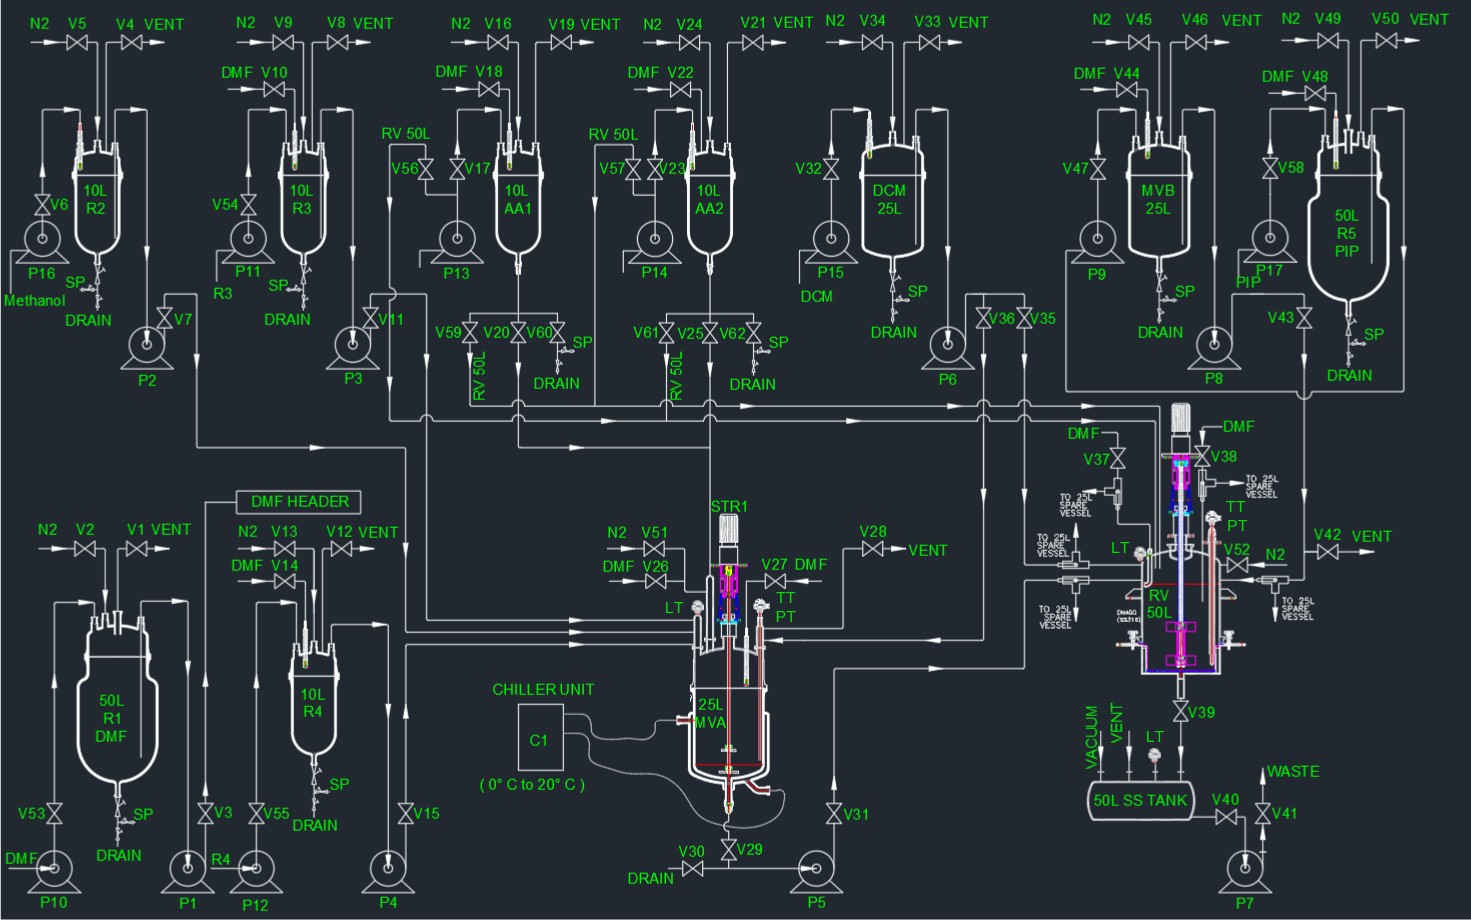 N2 V5 V4 VENT
N2 V9 V8 VENT
N2 V16 V19 VENT
N2 V24 V21 VENT
N2 V34 V33 VENT
N2 V45 V46 VENT
N2 V49 V50 VENT
DMF V10
DMF V18
DMF V22
DMF V44
DMF V48
RV 50L
RV 50L
V56
V17
V57
V23
V32
V47
V58
V6
V54
10L
R2
10L
R3
10L
AA1
10L
AA2
DCM
25L
MVB
25L
50L
R5
PIP
P16
P11
P13
P14
P15
P9
P17
Methanol
R3
DCM
PIP
SP
DRAIN
SP
DRAIN
SP
DRAIN
SP
DRAIN
SP
DRAIN
V7
V11
V59
V20
V60
SP
DRAIN
V61
V25
V62
SP
DRAIN
V36
V35
V43
P2
P3
P6
P8
RV 50L
RV 50L
DMF
V37
DMF
V38
TO 25L
SPARE
VESSEL
TO 25L
SPARE
VESSEL
TT
PT
DMF HEADER
STR1
N2 V2 V1 VENT
N2 V13 V12 VENT
DMF V14
N2 V51
DMF V26
V27 DMF
V28
VENT
TT
PT
LT
TO 25L
SPARE
VESSEL
LT
V52
N2
V42
VENT
RV
50L
DN400
(SS316)
TO 25L
SPARE
VESSEL
TO 25L
SPARE
VESSEL
50L
R1
DMF
10L
R4
CHILLER UNIT
C1
( 0° C to 20° C )
25L
MVA
V39
VACUUM
VENT
LT
50L SS TANK
WASTE
V40
V41
V53
SP
DRAIN
V3
V55
SP
DRAIN
V15
V31
V30
V29
DRAIN
DMF
R4
P10
P1
P12
P4
P5
P7